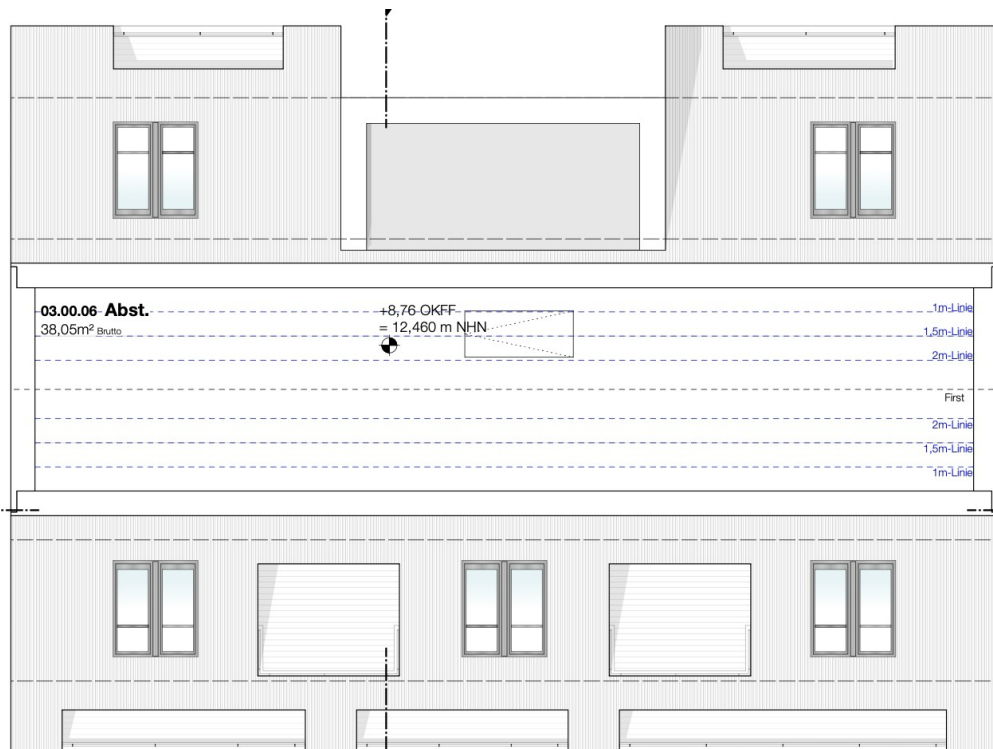 03.00.06 Abst.
38,05m² Brutto
+8,76 OKFF
= 12,460 m NHN
1m-Linie
1,5m-Linie
2m-Linie
First
2m-Linie
1,5m-Linie
1m-Linie